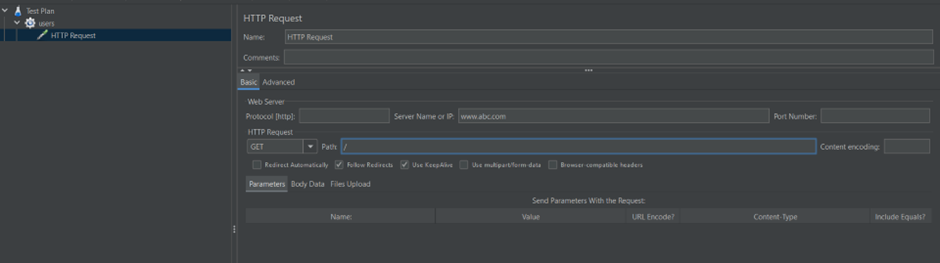 Test Plan
users
HTTP Request
HTTP Request
Name: HTTP Request
Comments:
Basic Advanced
Web Server
Protocol [http]: Server Name or IP: www.abc.com Port Number:
HTTP Request
GET Path: / Content encoding:
Redirect Automatically Follow Redirects Use KeepAlive Use multipart/form-data Browser-compatible headers
Parameters Body Data Files Upload
Send Parameters With the Request:
Name: Value URL Encode? Content-Type Include Equals?